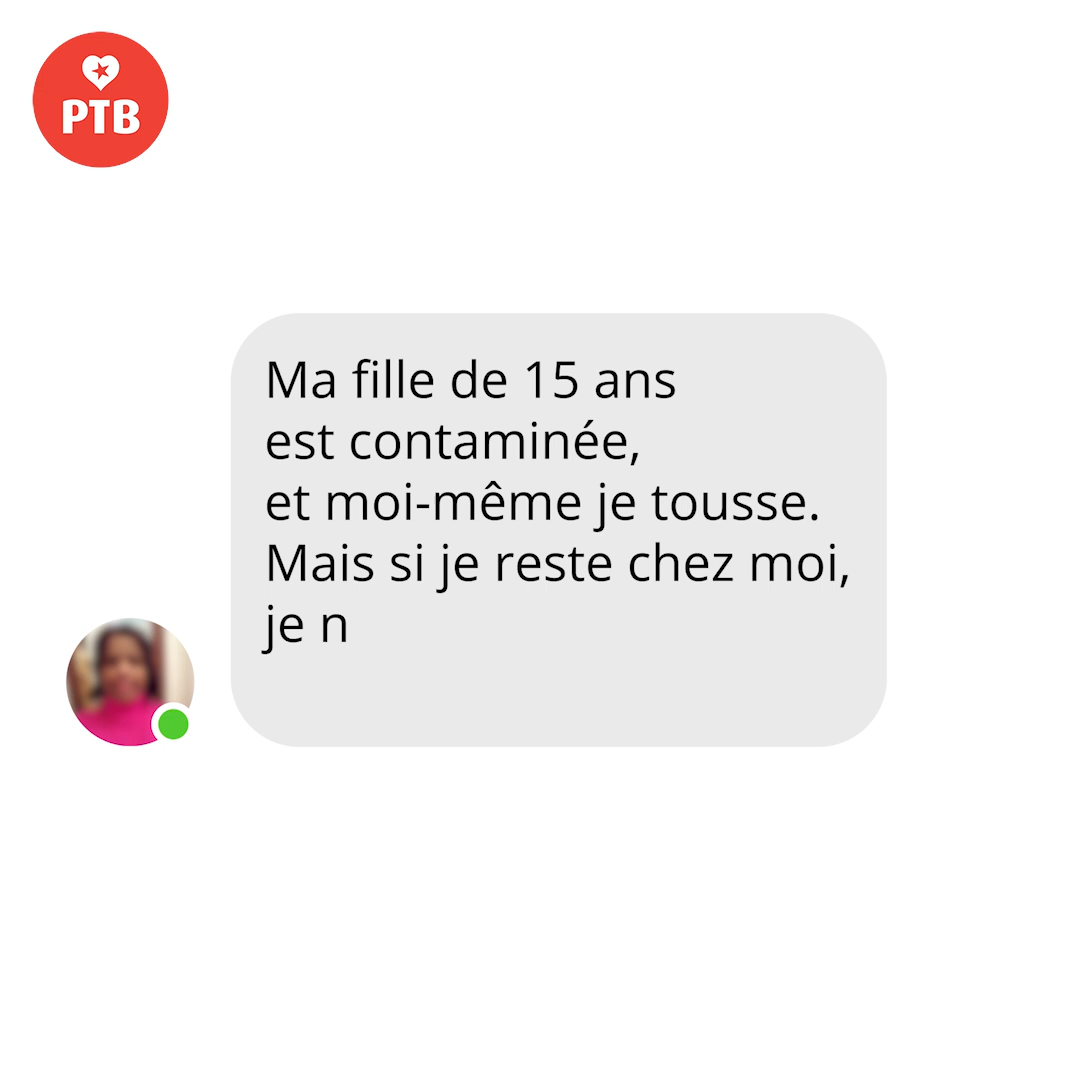 PTB
Ma fille de 15 ans
est contaminée,
et moi-même je tousse.
Mais si je reste chez moi,
je n